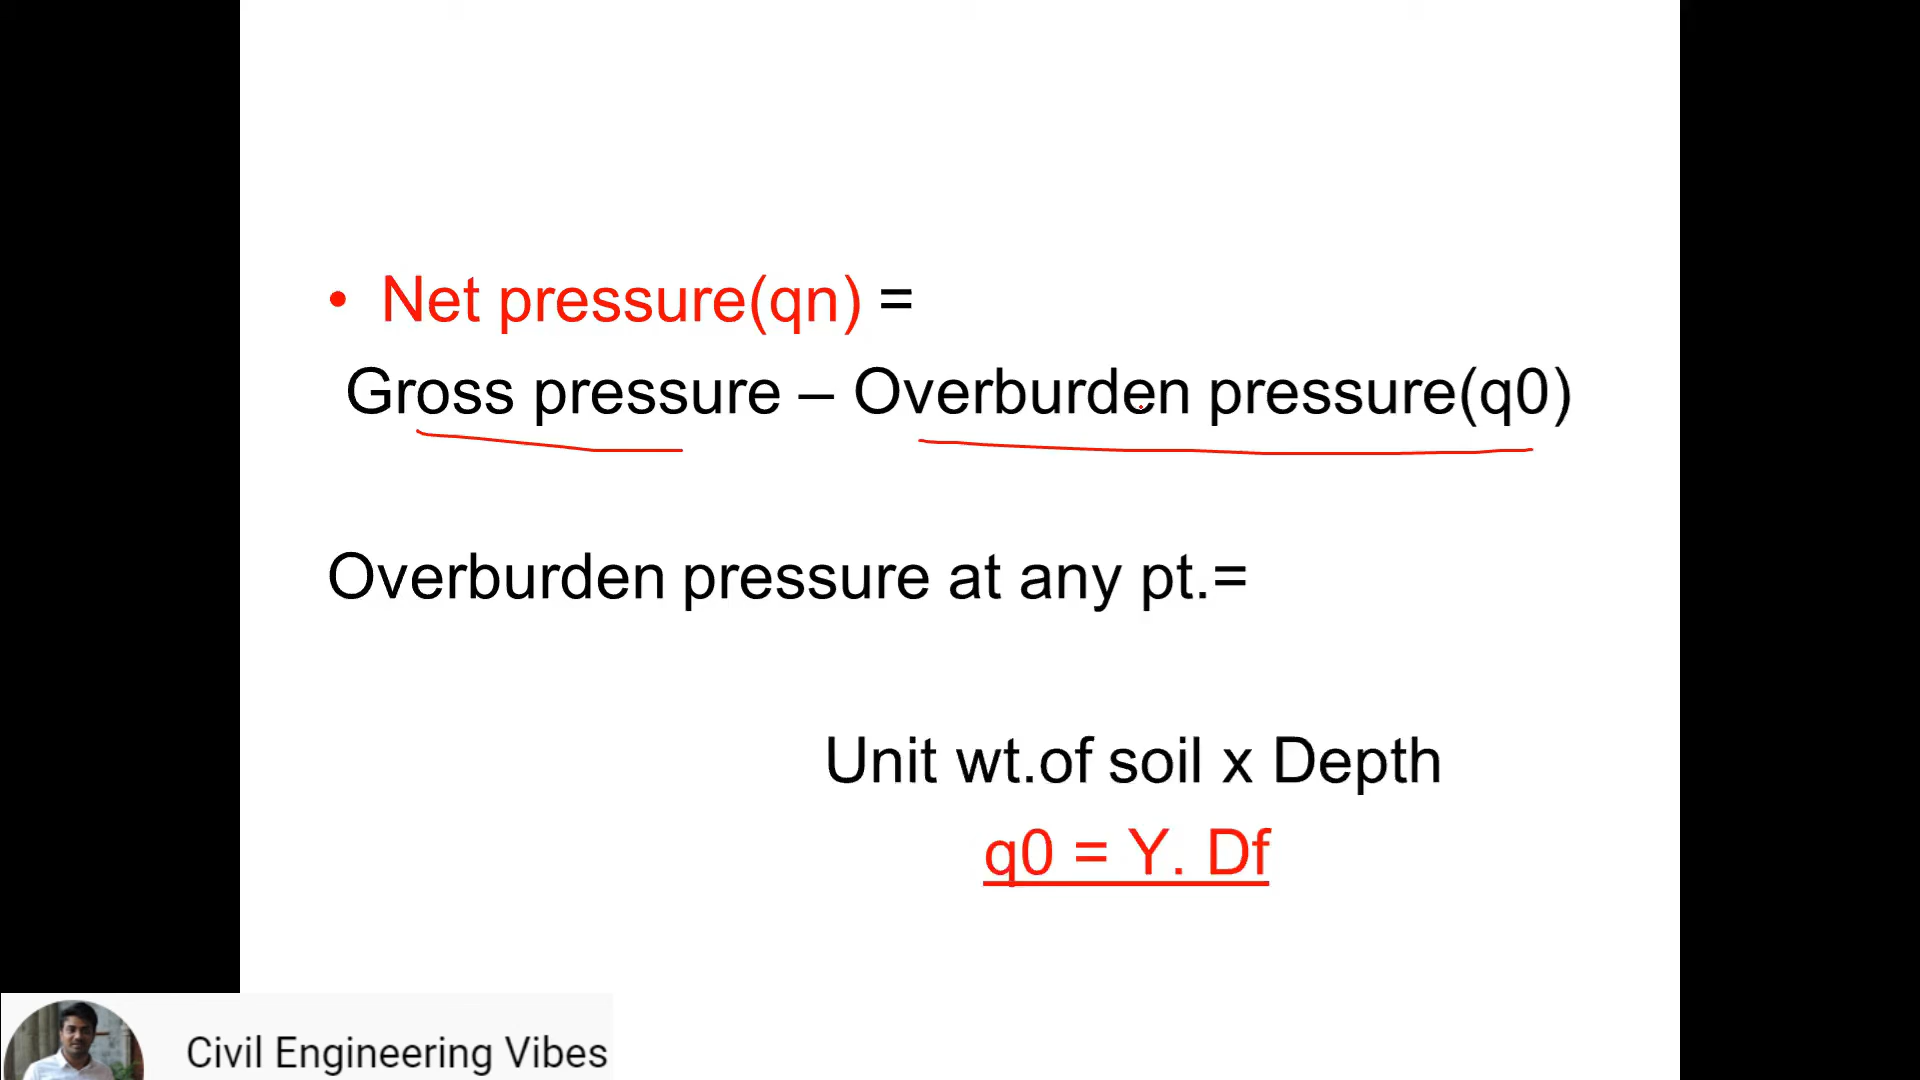 • Net pressure(qn) =
Gross pressure – Overburden pressure(q0)
Overburden pressure at any pt.=
Unit wt.of soil x Depth
q0 = Y. Df
Civil Engineering Vibes